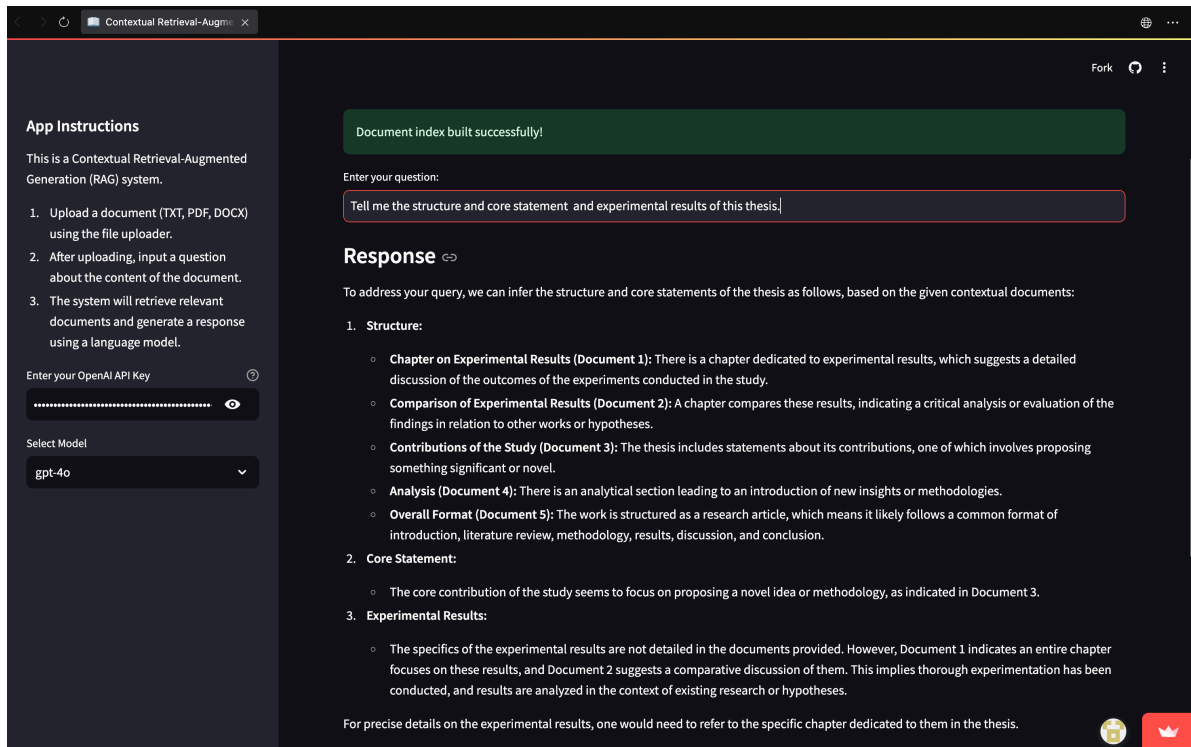 Contextual Retrieval-Augme
Fork
App Instructions
This is a Contextual Retrieval-Augmented
Generation (RAG) system.
1. Upload a document (TXT, PDF, DOCX)
using the file uploader.
2. After uploading, input a question
about the content of the document.
3. The system will retrieve relevant
documents and generate a response
using a language model.
Enter your OpenAI API Key
Select Model
gpt-4o
Document index built successfully!
Enter your question:
Tell me the structure and core statement  and experimental results of this thesis.
Response
To address your query, we can infer the structure and core statements of the thesis as follows, based on the given contextual documents:
1. Structure:
Chapter on Experimental Results (Document 1): There is a chapter dedicated to experimental results, which suggests a detailed
discussion of the outcomes of the experiments conducted in the study.
Comparison of Experimental Results (Document 2): A chapter compares these results, indicating a critical analysis or evaluation of the
findings in relation to other works or hypotheses.
Contributions of the Study (Document 3): The thesis includes statements about its contributions, one of which involves proposing
something significant or novel.
Analysis (Document 4): There is an analytical section leading to an introduction of new insights or methodologies.
Overall Format (Document 5): The work is structured as a research article, which means it likely follows a common format of
introduction, literature review, methodology, results, discussion, and conclusion.
2. Core Statement:
The core contribution of the study seems to focus on proposing a novel idea or methodology, as indicated in Document 3.
3. Experimental Results:
The specifics of the experimental results are not detailed in the documents provided. However, Document 1 indicates an entire chapter
focuses on these results, and Document 2 suggests a comparative discussion of them. This implies thorough experimentation has been
conducted, and results are analyzed in the context of existing research or hypotheses.
For precise details on the experimental results, one would need to refer to the specific chapter dedicated to them in the thesis.